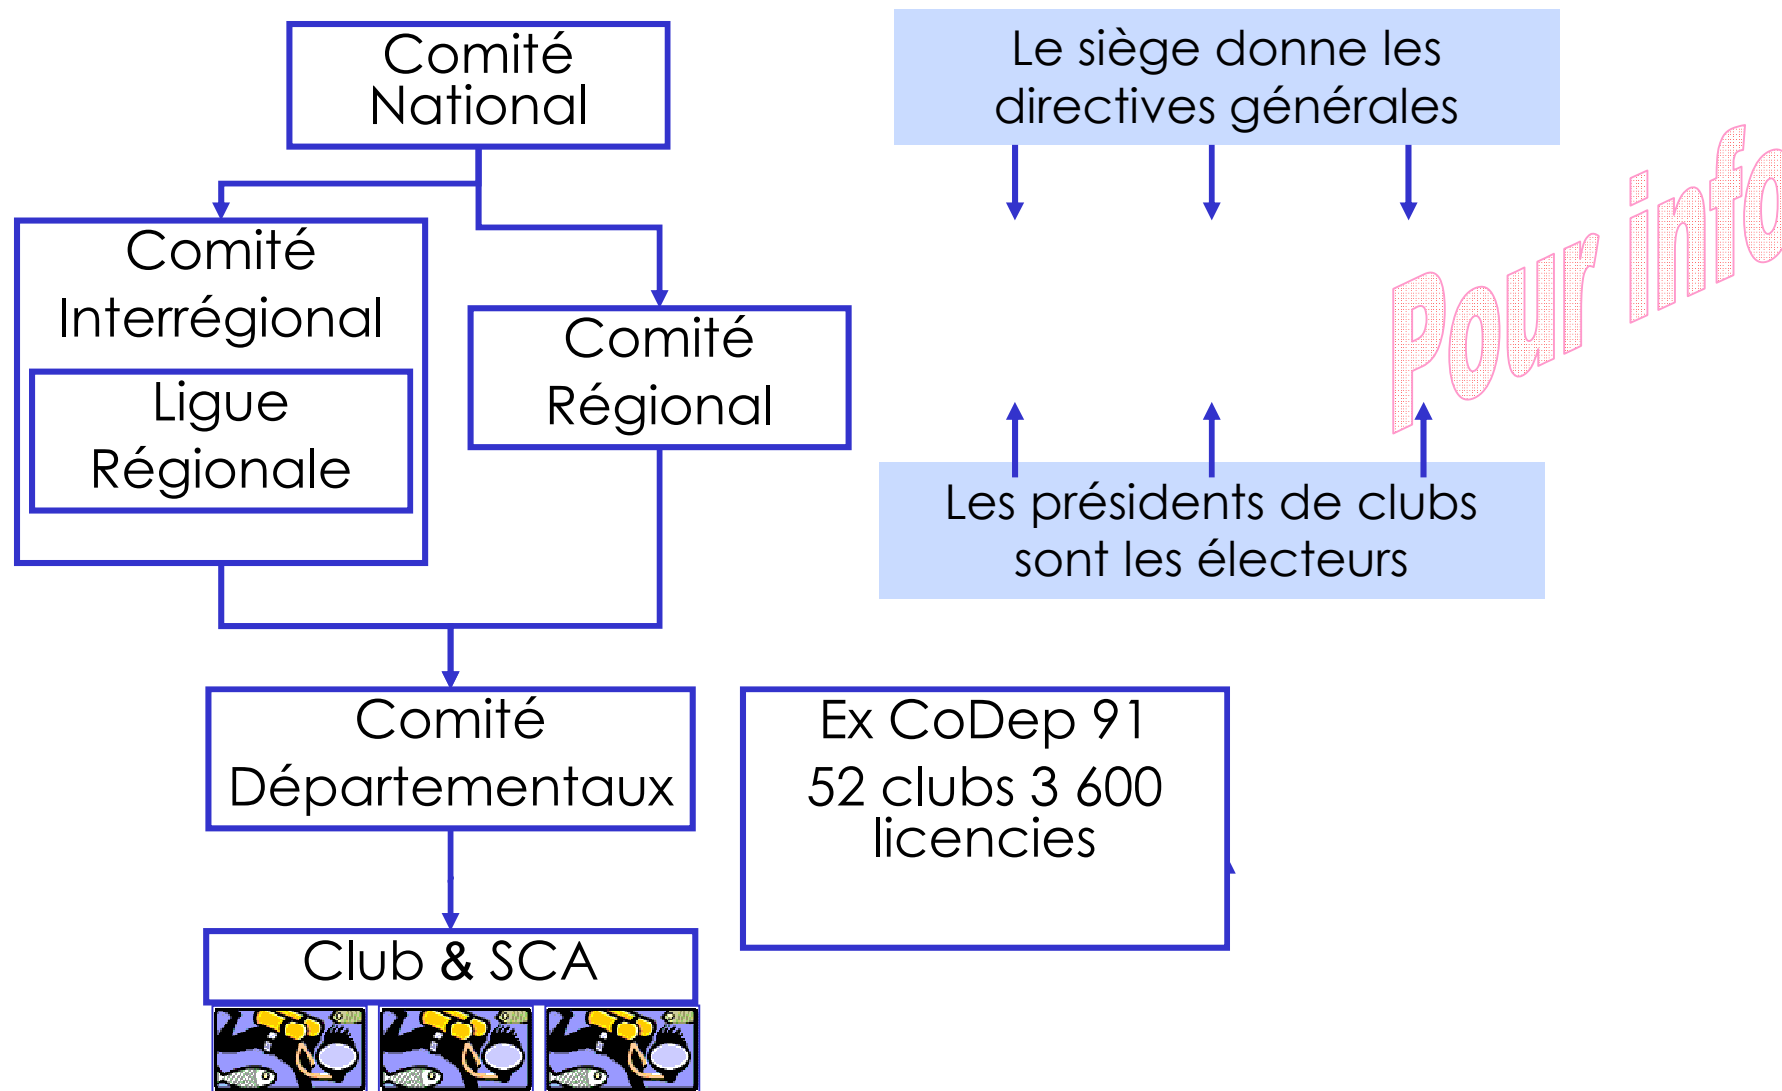 Comité
National
Le siège donne les
directives générales
Pour info
Comité
Interrégional
Ligue
Régionale
Comité
Régional
Les présidents de clubs
sont les électeurs
Comité
Départementaux
Ex CoDep 91
52 clubs 3 600
licencies
Club & SCA